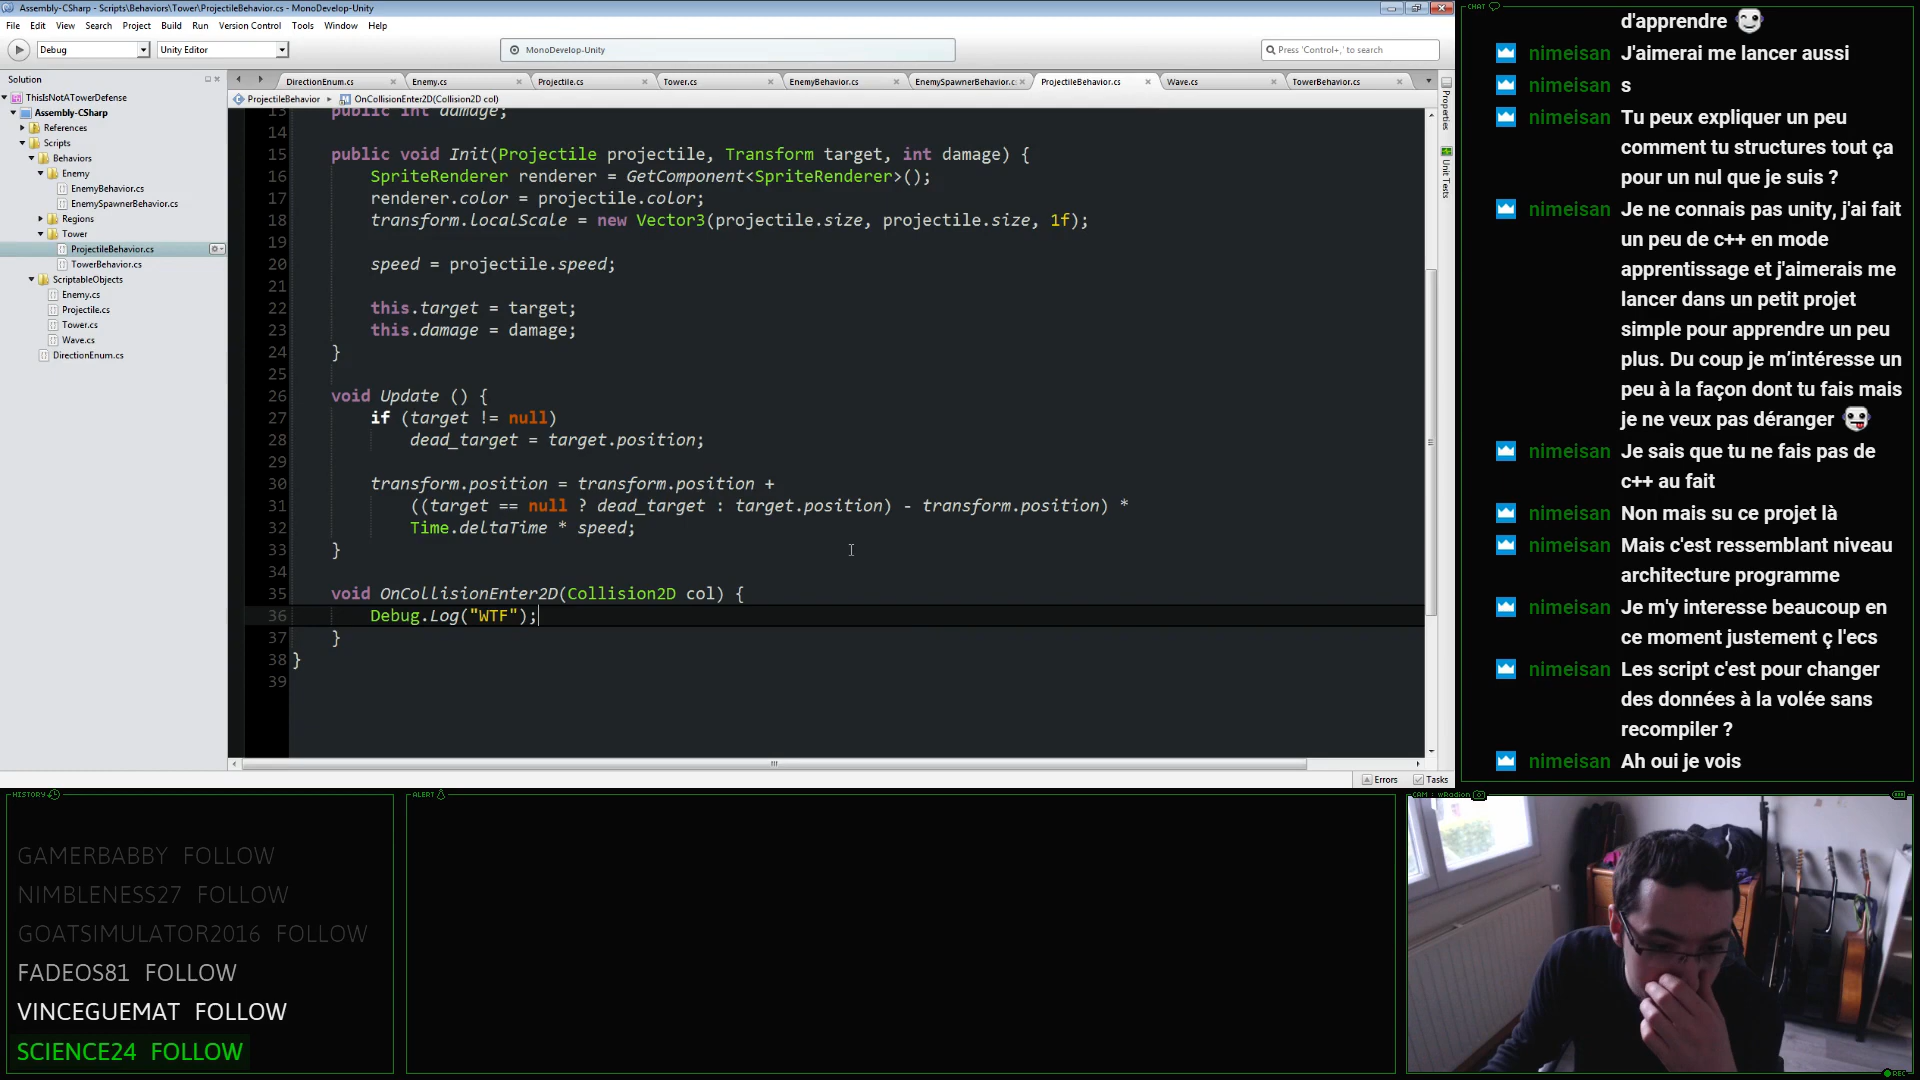 Assembly-CSharp - Scripts\Behaviors\Tower\ProjectileBehavior.cs - MonoDevelop-Unity
File Edit View Search Project Build Run Version Control Tools Window Help
Debug Unity Editor MonoDevelop-Unity Press 'Control+,' to search
Solution
DirectionEnum.cs Enemy.cs Projectile.cs Tower.cs EnemyBehavior.cs EnemySpawnerBehavior.cs ProjectileBehavior.cs Wave.cs TowerBehavior.cs
ProjectileBehavior OnCollisionEnter2D(Collision2D col)
ThisIsNotATowerDefense
Assembly-CSharp
References
Scripts
Behaviors
Enemy
EnemyBehavior.cs
EnemySpawnerBehavior.cs
Regions
Tower
ProjectileBehavior.cs
TowerBehavior.cs
ScriptableObjects
Enemy.cs
Projectile.cs
Tower.cs
Wave.cs
DirectionEnum.cs
13 public int damage;
14
15 public void Init(Projectile projectile, Transform target, int damage) {
16 SpriteRenderer renderer = GetComponent<SpriteRenderer>();
17 renderer.color = projectile.color;
18 transform.localScale = new Vector3(projectile.size, projectile.size, 1f);
19
20 speed = projectile.speed;
21
22 this.target = target;
23 this.damage = damage;
24 }
25
26 void Update () {
27 if (target != null)
28 dead_target = target.position;
29
30 transform.position = transform.position +
31 ((target == null ? dead_target : target.position) - transform.position) *
32 Time.deltaTime * speed;
33 }
34
35 void OnCollisionEnter2D(Collision2D col) {
36 Debug.Log("WTF");
37 }
38 }
39
Properties
Unit Tests
Errors Tasks
CHAT
d'apprendre
nimeisan J'aimerai me lancer aussi
nimeisan s
nimeisan Tu peux expliquer un peu
comment tu structures tout ça
pour un nul que je suis ?
nimeisan Je ne connais pas unity, j'ai fait
un peu de c++ en mode
apprentissage et j'aimerais me
lancer dans un petit projet
simple pour apprendre un peu
plus. Du coup je m’intéresse un
peu à la façon dont tu fais mais
je ne veux pas déranger
nimeisan Je sais que tu ne fais pas de
c++ au fait
nimeisan Non mais su ce projet là
nimeisan Mais c'est ressemblant niveau
architecture programme
nimeisan Je m'y interesse beaucoup en
ce moment justement ç l'ecs
nimeisan Les script c'est pour changer
des données à la volée sans
recompiler ?
nimeisan Ah oui je vois
HISTORY
GAMERBABBY FOLLOW
NIMBLENESS27 FOLLOW
GOATSIMULATOR2016 FOLLOW
FADEOS81 FOLLOW
VINCEGUEMAT FOLLOW
SCIENCE24 FOLLOW
ALERT
CAM : wRadion
REC